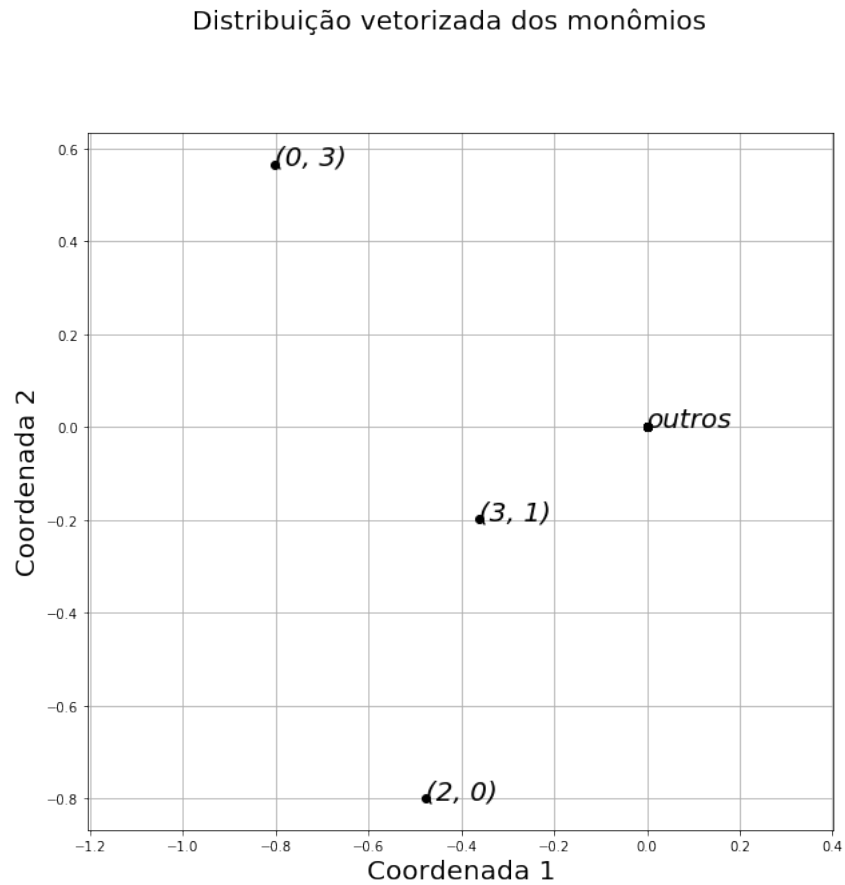 Distribuição vetorizada dos monômios
0.6
(0, 3)
0.4
0.2
0.0
outros
−0.2
(3, 1)
−0.4
−0.6
−0.8
(2, 0)
Coordenada 2
−1.2 −1.0 −0.8 −0.6 −0.4 −0.2 0.0 0.2 0.4
Coordenada 1